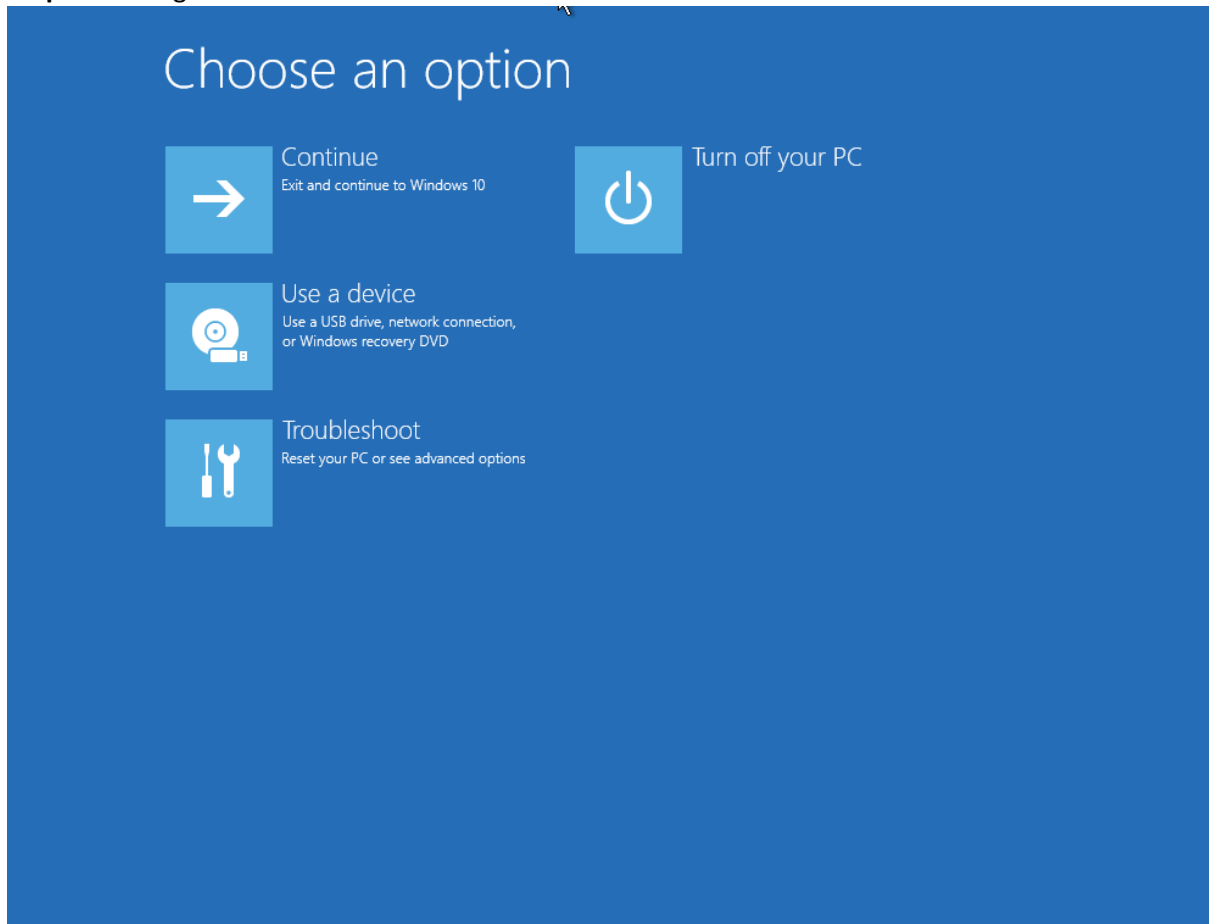 Choose an option
Continue
Exit and continue to Windows 10
Turn off your PC
Use a device
Use a USB drive, network connection,
or Windows recovery DVD
Troubleshoot
Reset your PC or see advanced options